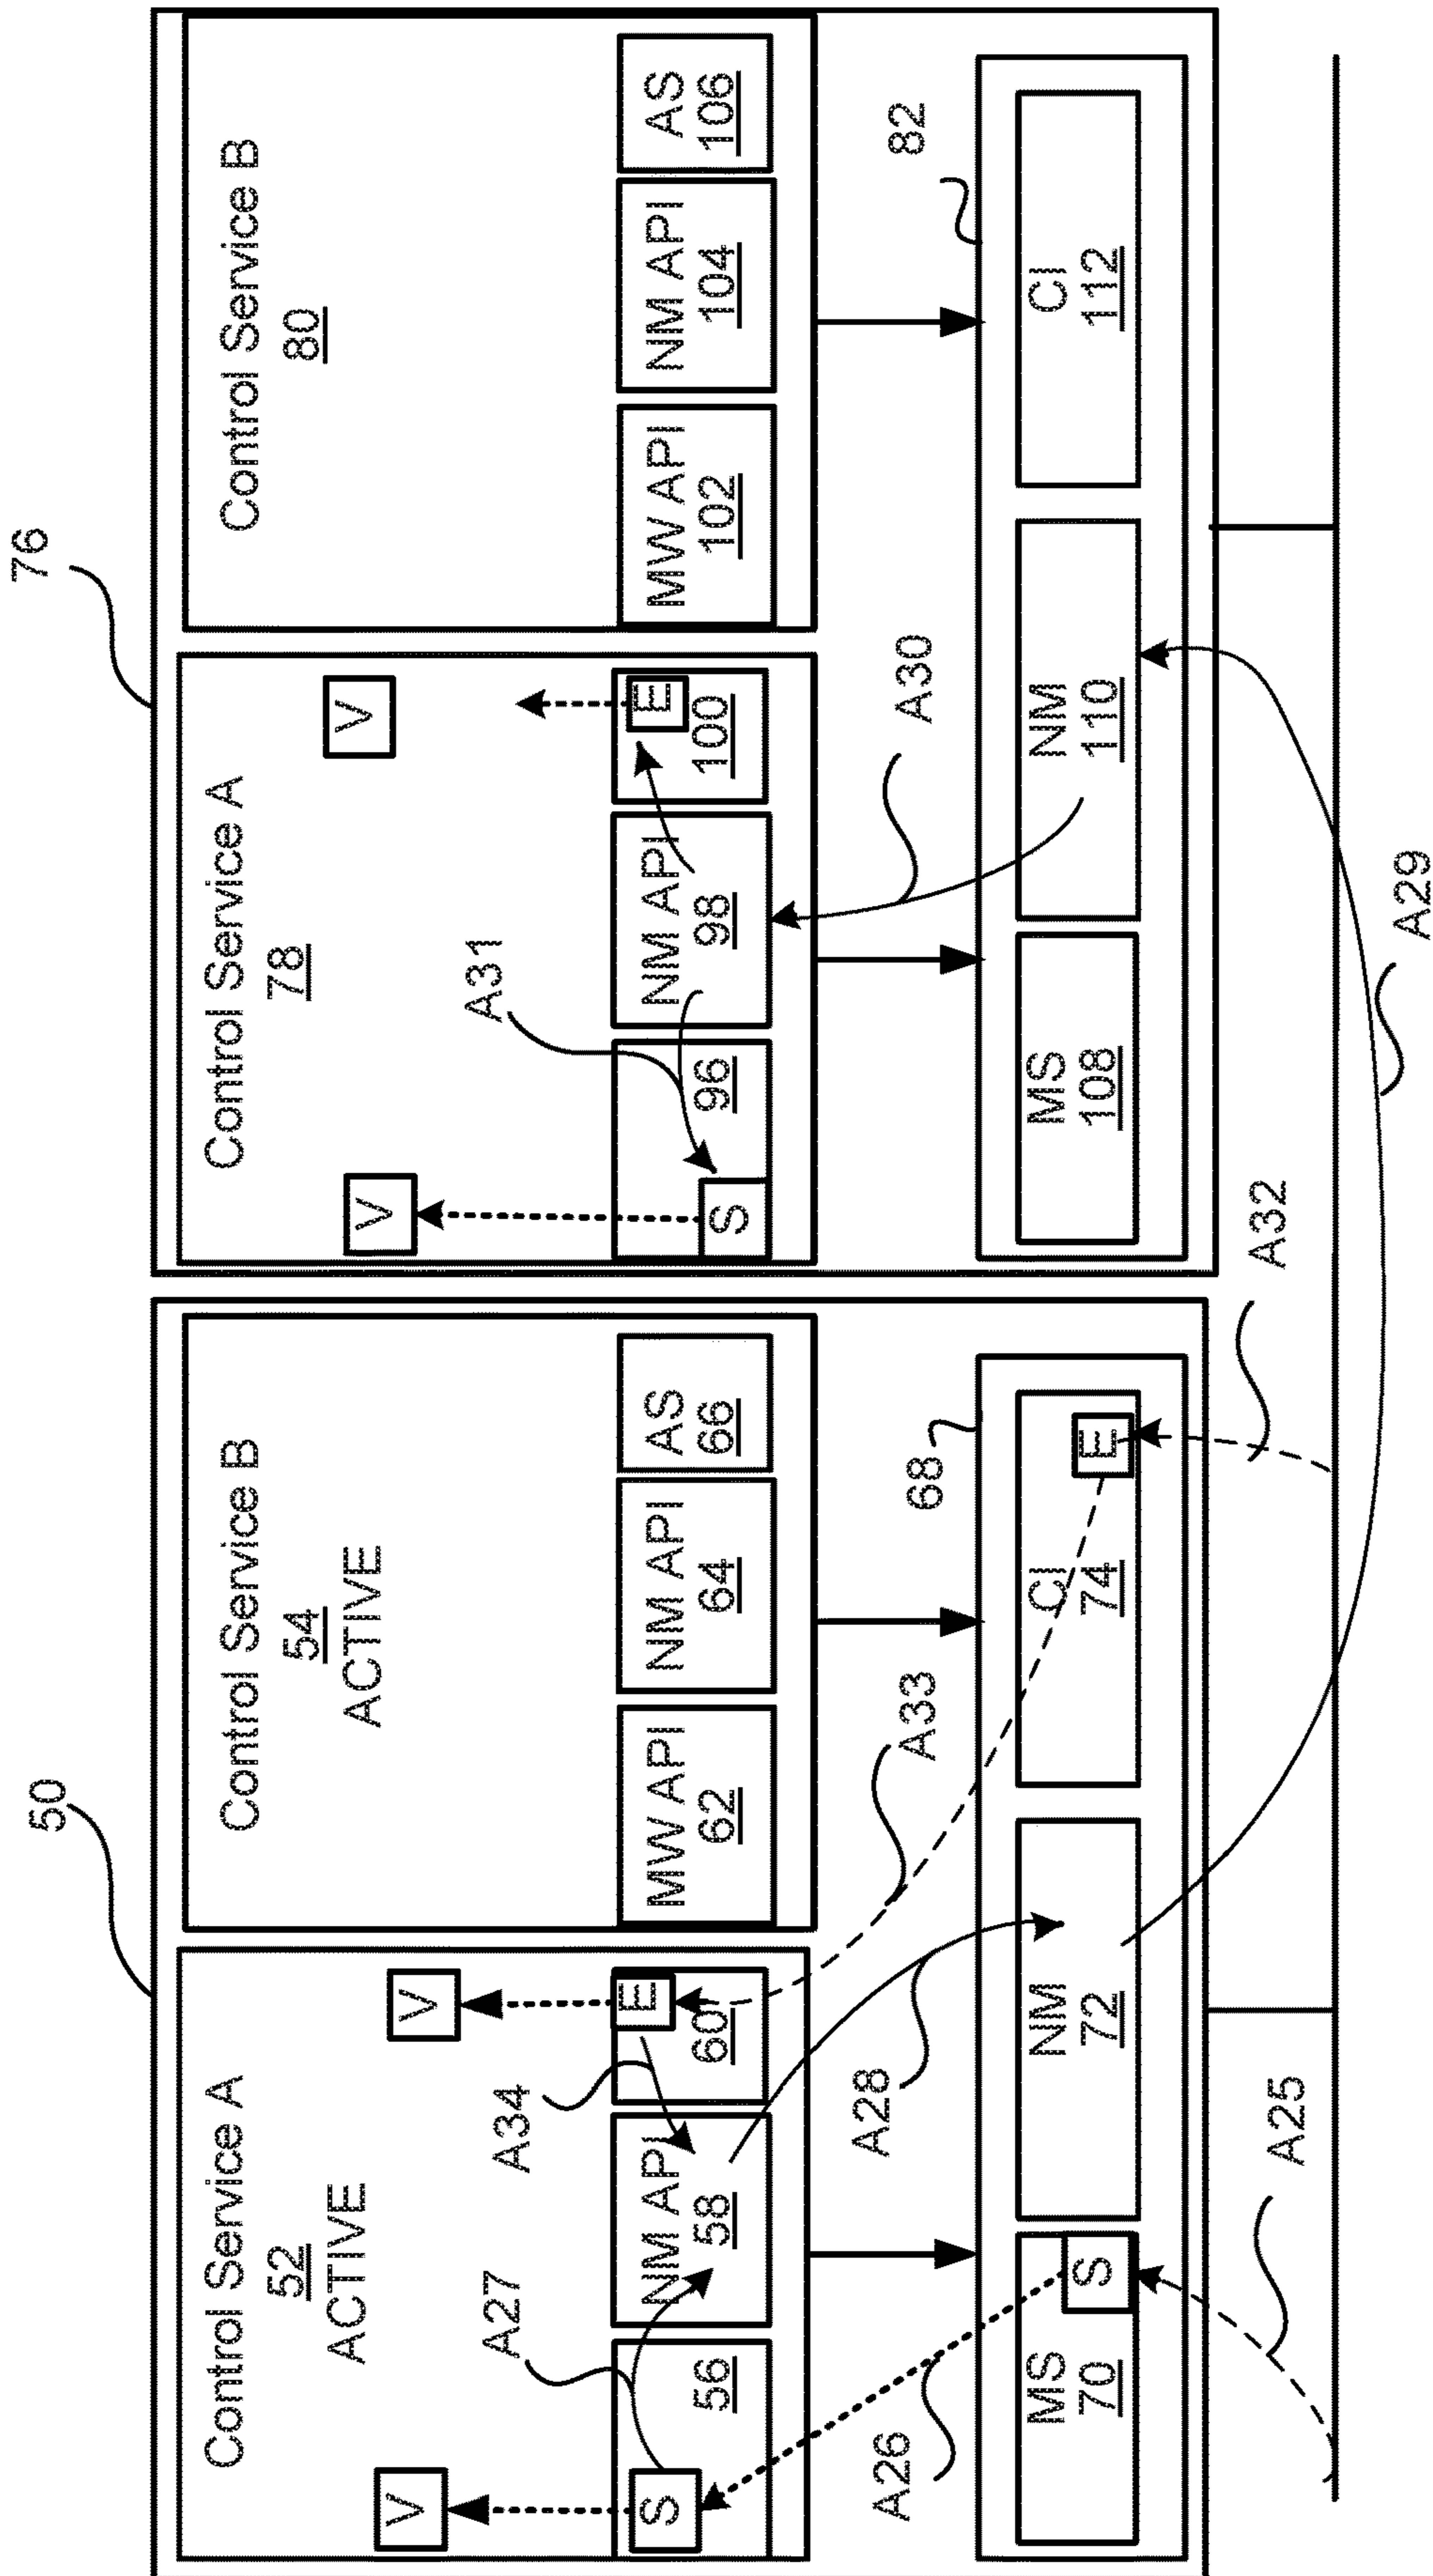 50
76
Control Service A
52
ACTIVE
V
V
A27
A34
S
56
NM API
58
E
60
Control Service B
54
ACTIVE
MW API
62
NM API
64
AS
66
Control Service A
78
V
V
A31
S
96
NM API
98
E
100
Control Service B
80
MW API
102
NM API
104
AS
106
A26
A28
A33
68
A30
82
MS
70
S
NM
72
CI
74
E
MS
108
NM
110
CI
112
A25
A32
A29